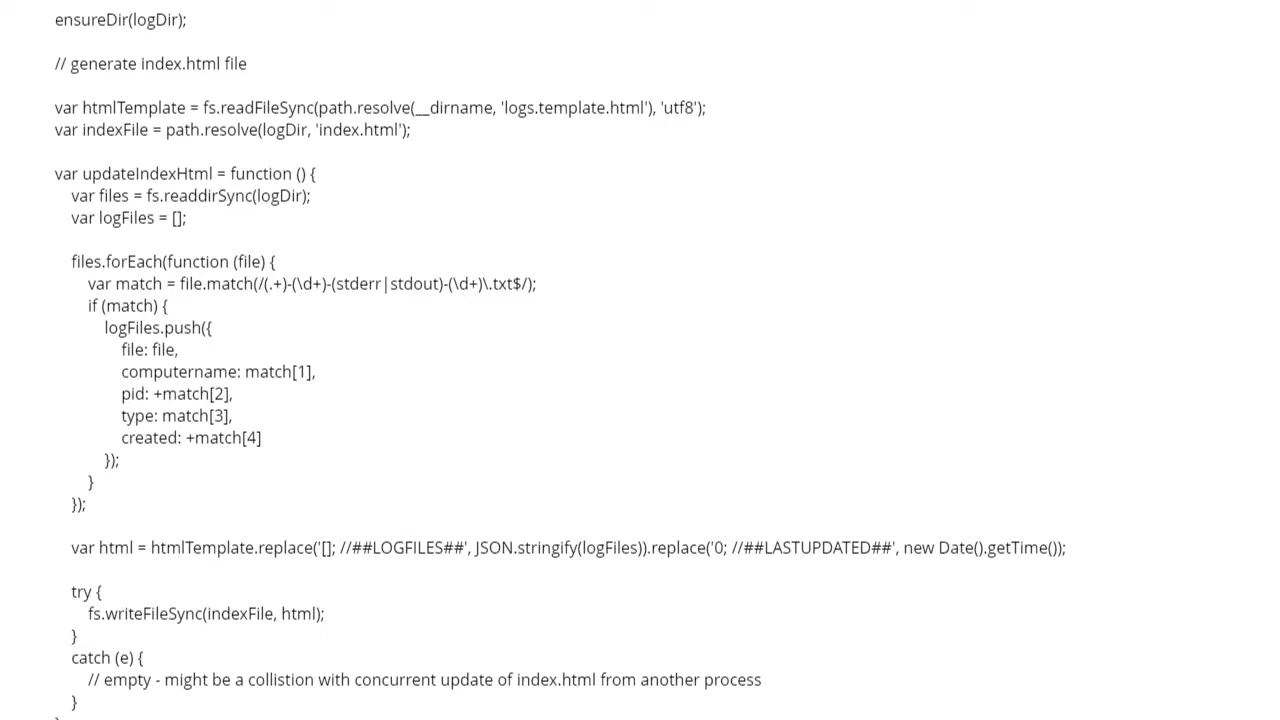 ensureDir(logDir);
// generate index.html file
var htmlTemplate = fs.readFileSync(path.resolve(__dirname, 'logs.template.html'), 'utf8');
var indexFile = path.resolve(logDir, 'index.html');
var updateIndexHtml = function () {
var files = fs.readdirSync(logDir);
var logFiles = [];
files.forEach(function (file) {
var match = file.match(/(.+)-(\d+)-(stderr|stdout)-(\d+)\.txt$/);
if (match) {
logFiles.push({
file: file,
computername: match[1],
pid: +match[2],
type: match[3],
created: +match[4]
});
}
});
var html = htmlTemplate.replace('[]; //##LOGFILES##', JSON.stringify(logFiles)).replace('0; //##LASTUPDATED##', new Date().getTime());
try {
fs.writeFileSync(indexFile, html);
}
catch (e) {
// empty - might be a collistion with concurrent update of index.html from another process
}